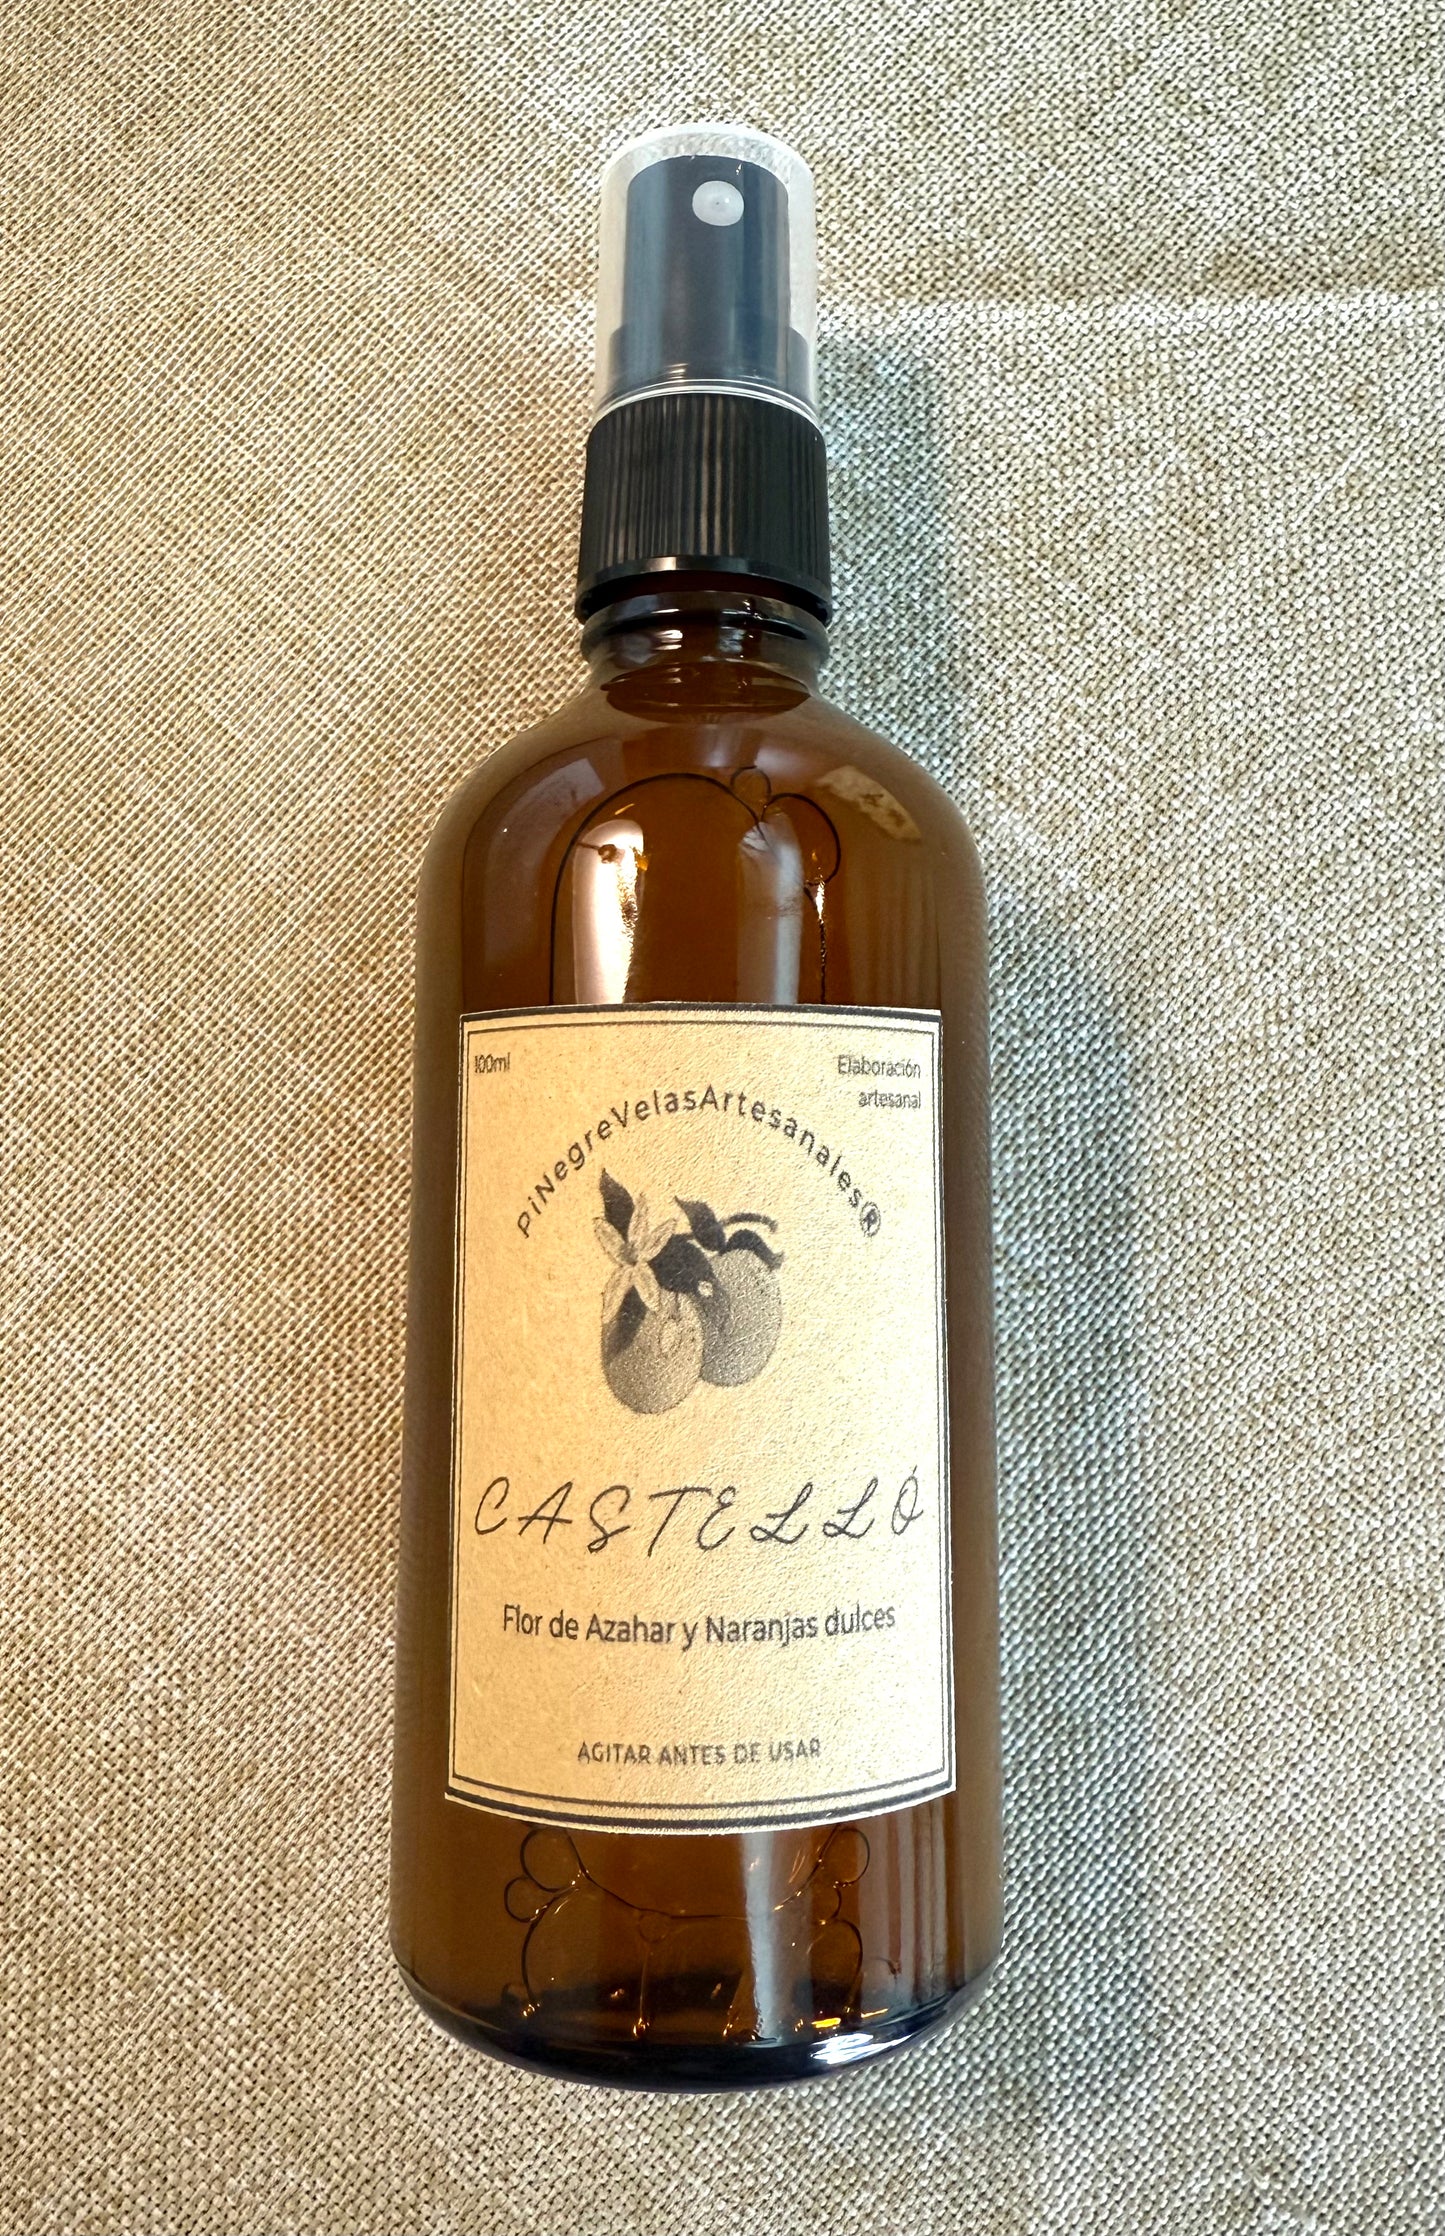 100ml
Elaboración
artesanal
PiNegreVelasArtesanales®
CASTELLÓ
Flor de Azahar y Naranjas dulces
AGITAR ANTES DE USAR